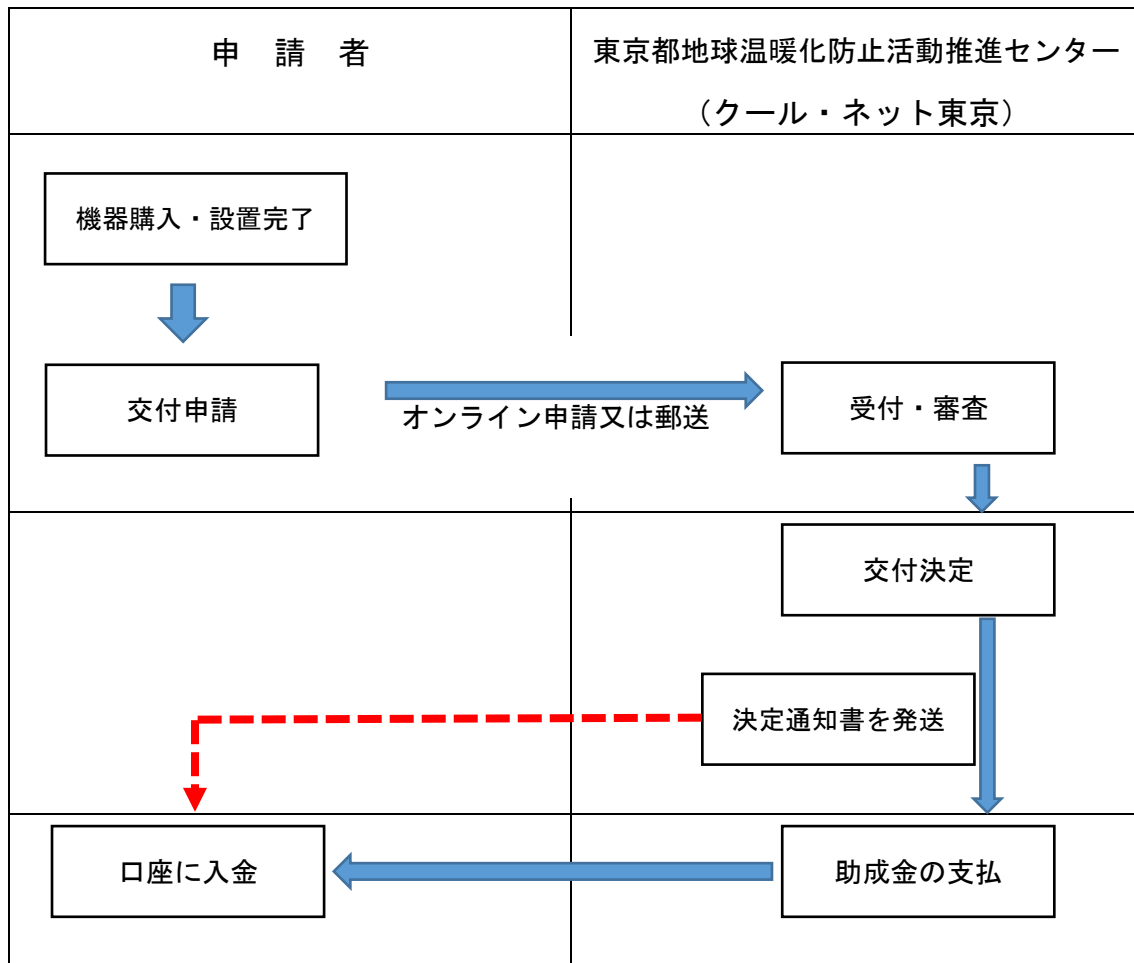 申　請　者
東京都地球温暖化防止活動推進センター
（クール・ネット東京）
機器購入・設置完了
交付申請
オンライン申請又は郵送
受付・審査
交付決定
決定通知書を発送
口座に入金
助成金の支払